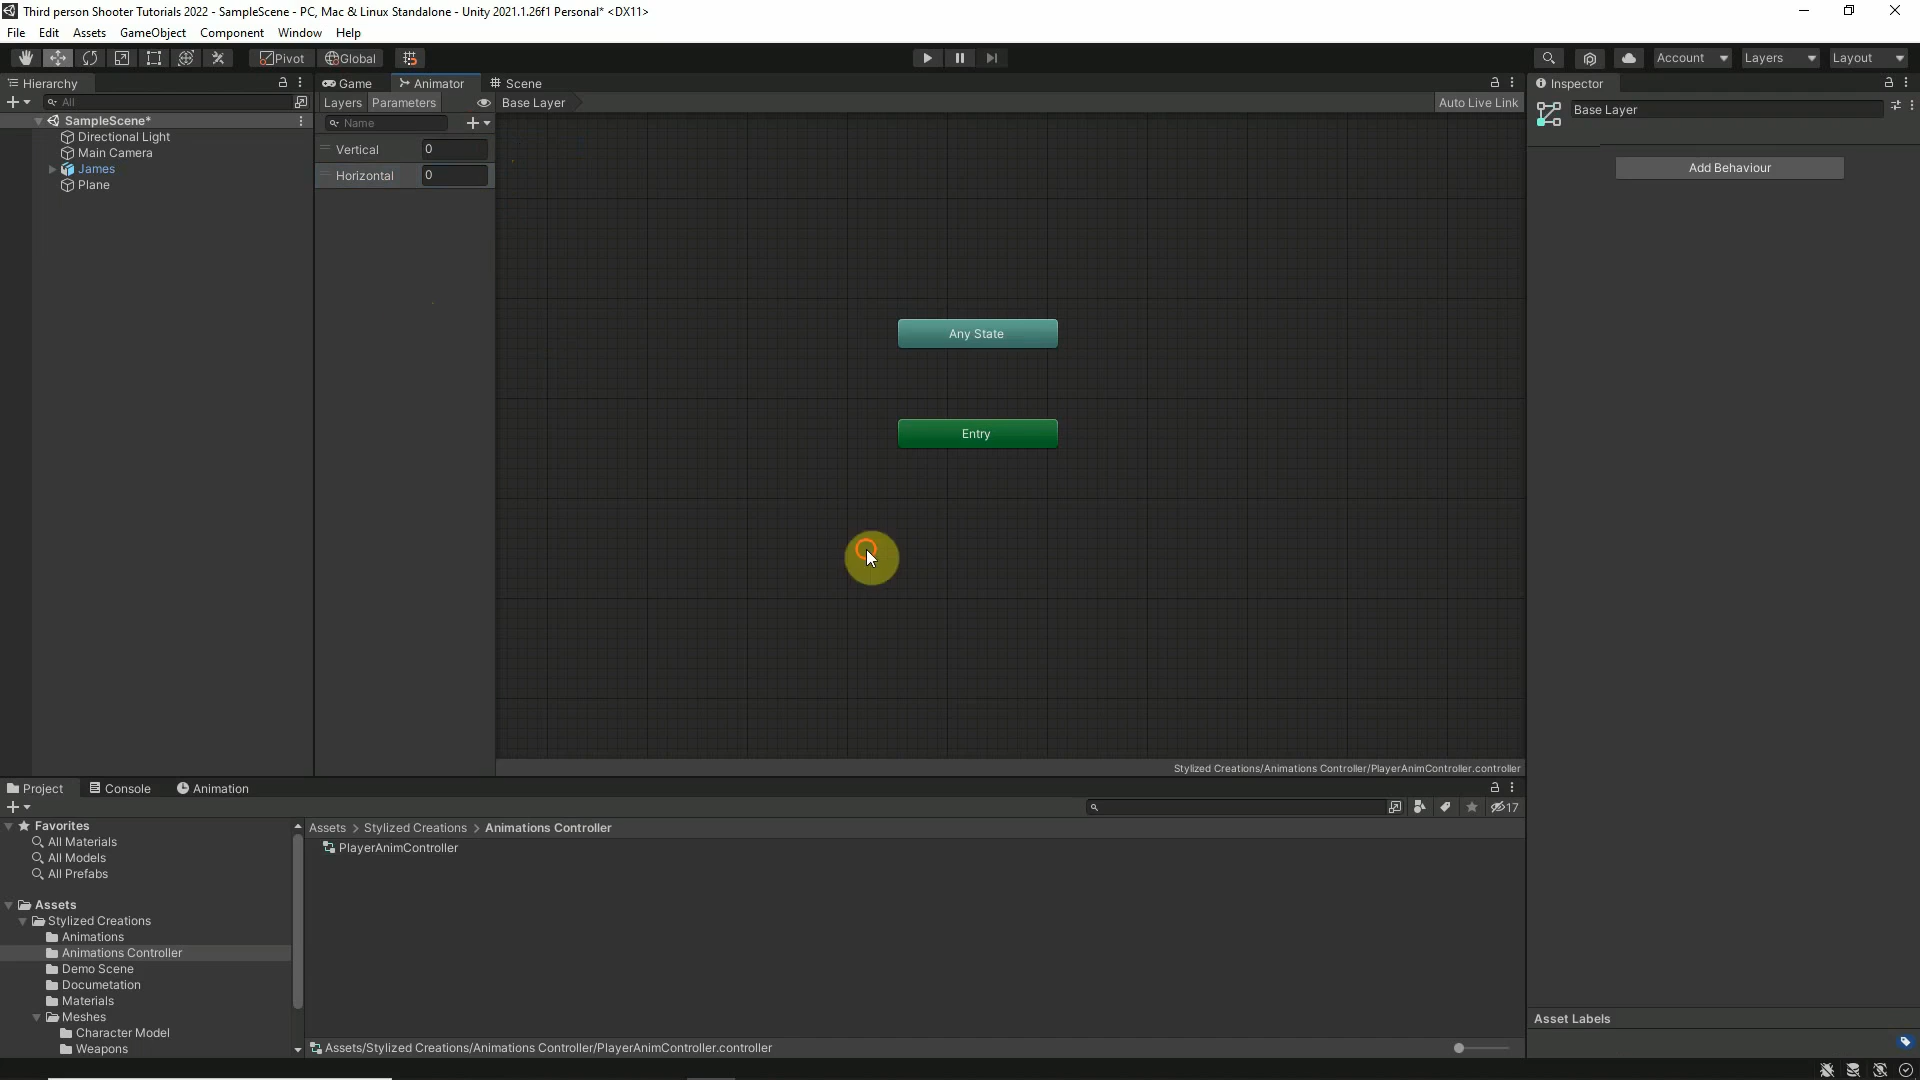 Third person Shooter Tutorials 2022 - SampleScene - PC, Mac & Linux Standalone - Unity 2021.1.26f1 Personal* <DX11>
File Edit Assets GameObject Component Window Help
Pivot Global Account Layers Layout
Hierarchy Game Animator Scene Inspector
All Layers Parameters Base Layer Auto Live Link Base Layer
SampleScene* Name
Directional Light
Main Camera Vertical 0
James Horizontal 0 Add Behaviour
Plane
Any State
Entry
Stylized Creations/Animations Controller/PlayerAnimController.controller
Project Console Animation
17
Favorites Assets > Stylized Creations > Animations Controller
All Materials PlayerAnimController
All Models
All Prefabs
Assets
Stylized Creations
Animations
Animations Controller
Demo Scene
Documetation
Materials
Meshes Asset Labels
Character Model
Weapons Assets/Stylized Creations/Animations Controller/PlayerAnimController.controller